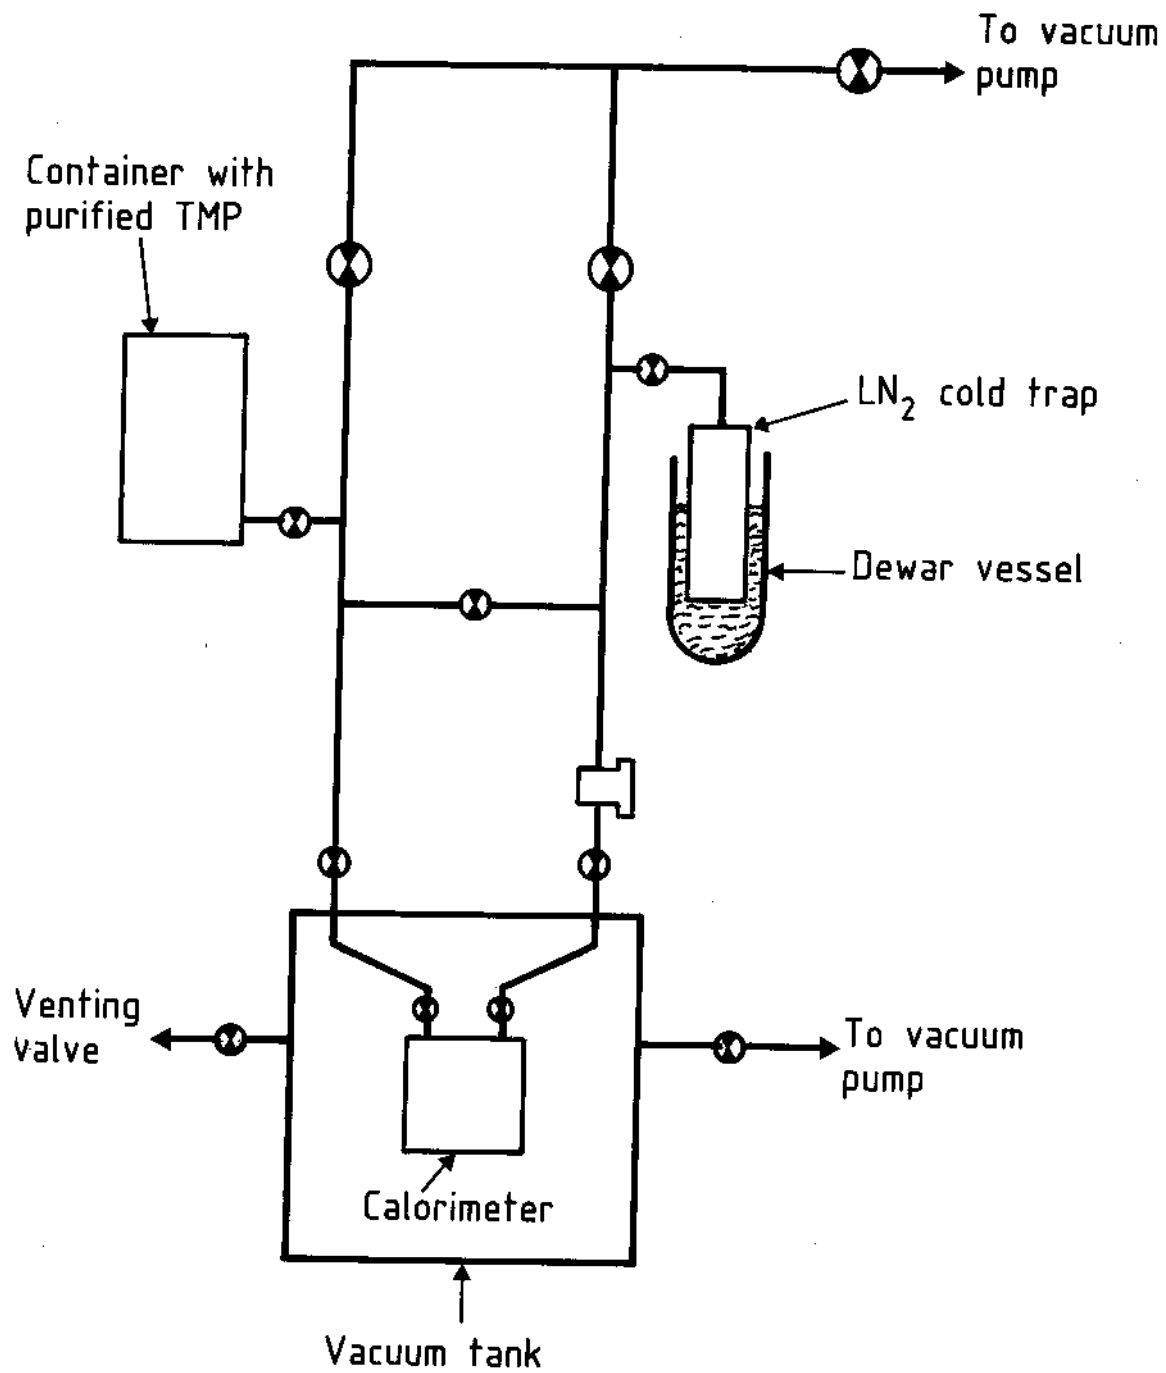 To vacuum
pump
Container with
purified TMP
LN₂ cold trap
Dewar vessel
Venting
valve
To vacuum
pump
Calorimeter
Vacuum tank